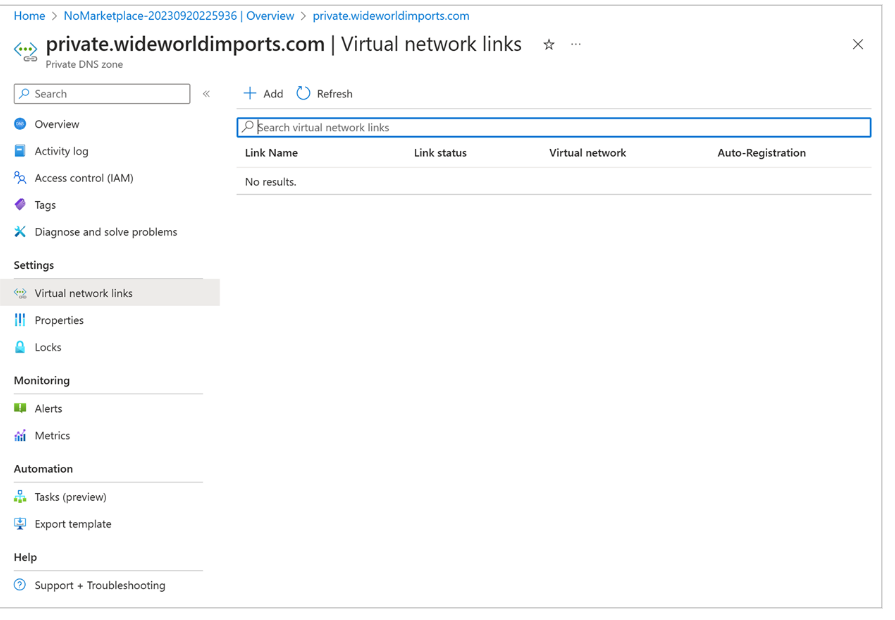 Home > NoMarketplace-20230920225936 | Overview > private.wideworldimports.com
private.wideworldimports.com | Virtual network links
Private DNS zone
Search
Add Refresh
Overview
Activity log
Access control (IAM)
Tags
Diagnose and solve problems
Settings
Virtual network links
Properties
Locks
Monitoring
Alerts
Metrics
Automation
Tasks (preview)
Export template
Help
Support + Troubleshooting
Search virtual network links
Link Name Link status Virtual network Auto-Registration
No results.